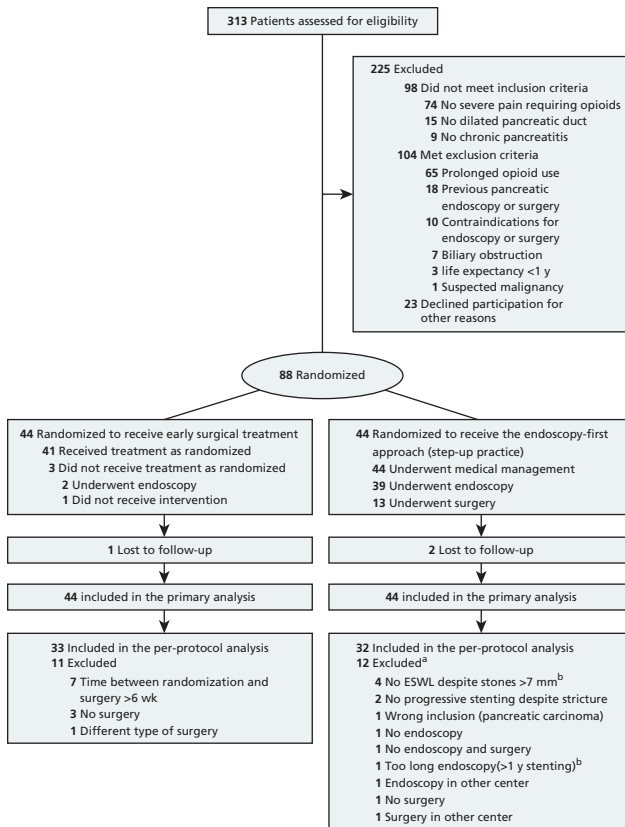 313 Patients assessed for eligibility
225 Excluded
98 Did not meet inclusion criteria
74 No severe pain requiring opioids
15 No dilated pancreatic duct
9 No chronic pancreatitis
104 Met exclusion criteria
65 Prolonged opioid use
18 Previous pancreatic
endoscopy or surgery
10 Contraindications for
endoscopy or surgery
7 Biliary obstruction
3 life expectancy <1 y
1 Suspected malignancy
23 Declined participation for
other reasons
88 Randomized
44 Randomized to receive early surgical treatment
41 Received treatment as randomized
3 Did not receive treatment as randomized
2 Underwent endoscopy
1 Did not receive intervention
44 Randomized to receive the endoscopy-first
approach (step-up practice)
44 Underwent medical management
39 Underwent endoscopy
13 Underwent surgery
1 Lost to follow-up
2 Lost to follow-up
44 included in the primary analysis
44 included in the primary analysis
33 Included in the per-protocol analysis
11 Excluded
7 Time between randomization and
surgery >6 wk
3 No surgery
1 Different type of surgery
32 Included in the per-protocol analysis
12 Excludedᵃ
4 No ESWL despite stones >7 mmᵇ
2 No progressive stenting despite stricture
1 Wrong inclusion (pancreatic carcinoma)
1 No endoscopy
1 No endoscopy and surgery
1 Too long endoscopy(>1 y stenting)ᵇ
1 Endoscopy in other center
1 No surgery
1 Surgery in other center